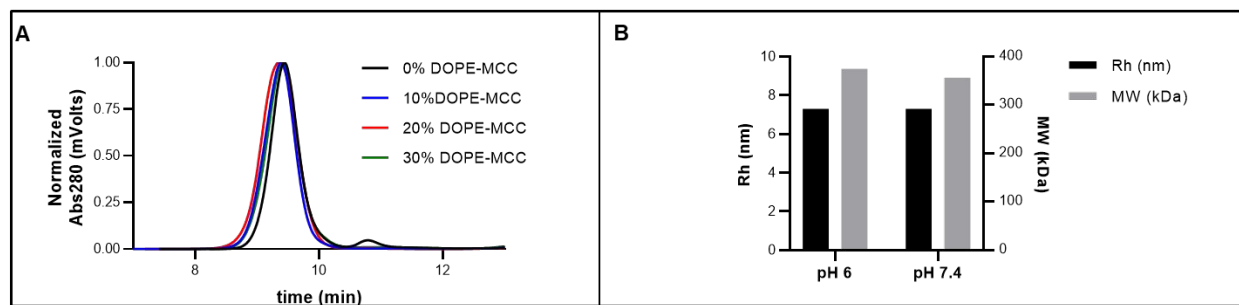 A
Normalized
Abs280 (mVolts)
1.00
0.75
0.50
0.25
0.00
8
10
12
time (min)
0% DOPE-MCC
10%DOPE-MCC
20% DOPE-MCC
30% DOPE-MCC
B
Rh (nm)
10
8
6
4
2
0
pH 6
pH 7.4
400
300
200
100
0
MW (kDa)
Rh (nm)
MW (kDa)